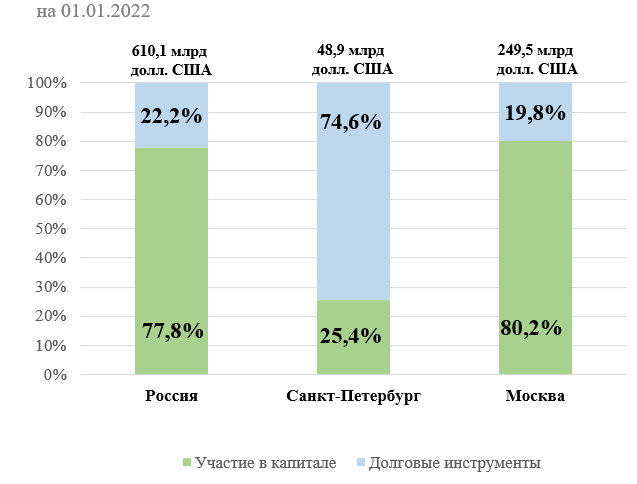 на 01.01.2022
610,1 млрд долл. США
48,9 млрд долл. США
249,5 млрд долл. США
100%
90%
80%
70%
60%
50%
40%
30%
20%
10%
0%
22,2%
74,6%
19,8%
77,8%
25,4%
80,2%
Россия
Санкт-Петербург
Москва
Участие в капитале
Долговые инструменты